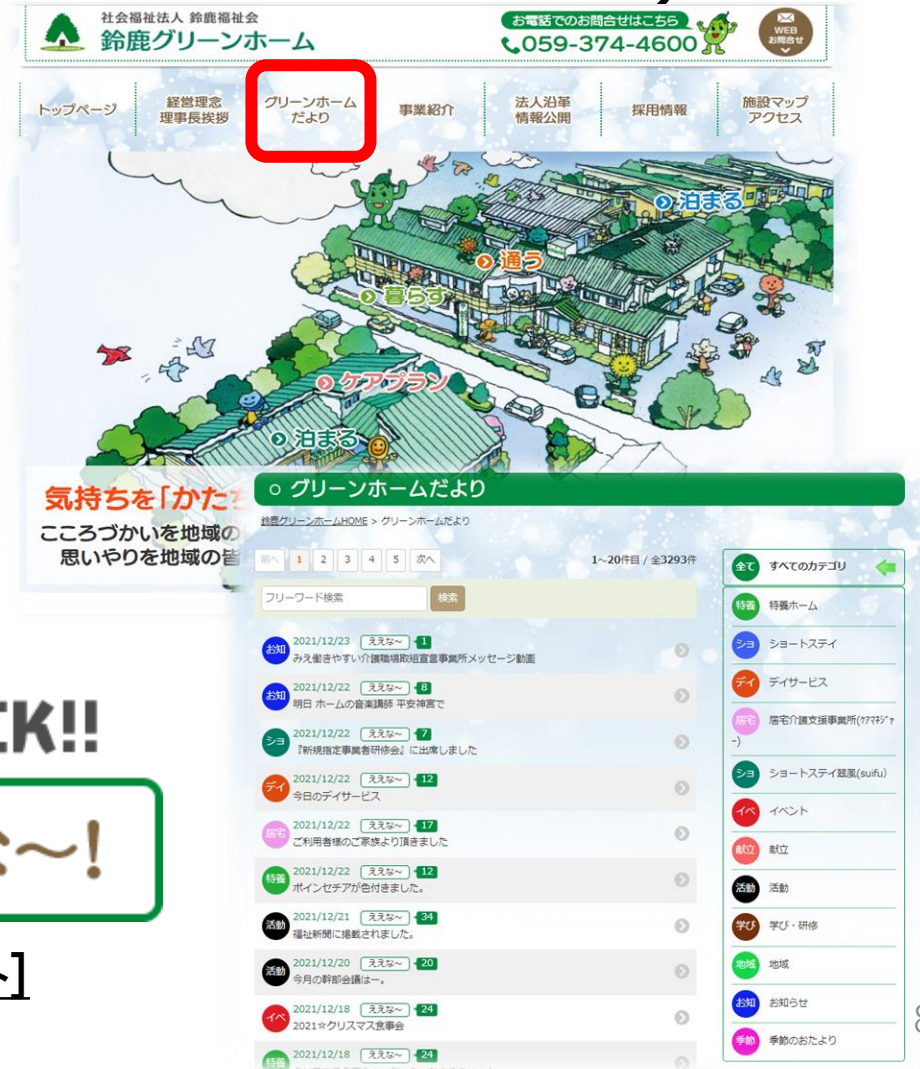 社会福祉法人 鈴鹿福祉会
鈴鹿グリーンホーム
お電話でのお問合せはこちら
059-374-4600
WEB
お問合せ
トップページ
経営理念
理事長挨拶
グリーンホーム
だより
事業紹介
法人沿革
情報公開
採用情報
施設マップ
アクセス
泊まる
通う
暮らす
ケアプラン
泊まる
気持ちを「かた
こころづかいを地域の
思いやりを地域の皆
グリーンホームだより
鈴鹿グリーンホームHOME > グリーンホームだより
前へ 1 2 3 4 5 次へ
1～20件目 / 全3293件
フリーワード検索 検索
お知 2021/12/23 ええな～ 1
みえ働きやすい介護職場取組宣言事業所メッセージ動画
お知 2021/12/22 ええな～ 8
明日 ホームの音楽講師 平安神宮で
ショ 2021/12/22 ええな～ 7
『新規指定事業者研修会』に出席しました
デイ 2021/12/22 ええな～ 12
今日のデイサービス
居宅 2021/12/22 ええな～ 17
ご利用者様のご家族より頂きました
特養 2021/12/22 ええな～ 12
ポインセチアが色付きました。
活動 2021/12/21 ええな～ 34
福祉新聞に掲載されました。
活動 2021/12/20 ええな～ 20
今月の幹部会議はー。
イベ 2021/12/18 ええな～ 24
2021☆クリスマス食事会
特養 2021/12/18 ええな～ 24
全て すべてのカテゴリ
特養 特養ホーム
ショ ショートステイ
デイ デイサービス
居宅 居宅介護支援事業所(ケアマネジャ
-)
ショ ショートステイ翠風(suifu)
イベ イベント
献立 献立
活動 活動
学び 学び・研修
地域 地域
お知 お知らせ
季節 季節のおたより
CK!!
な～!
ト]
8